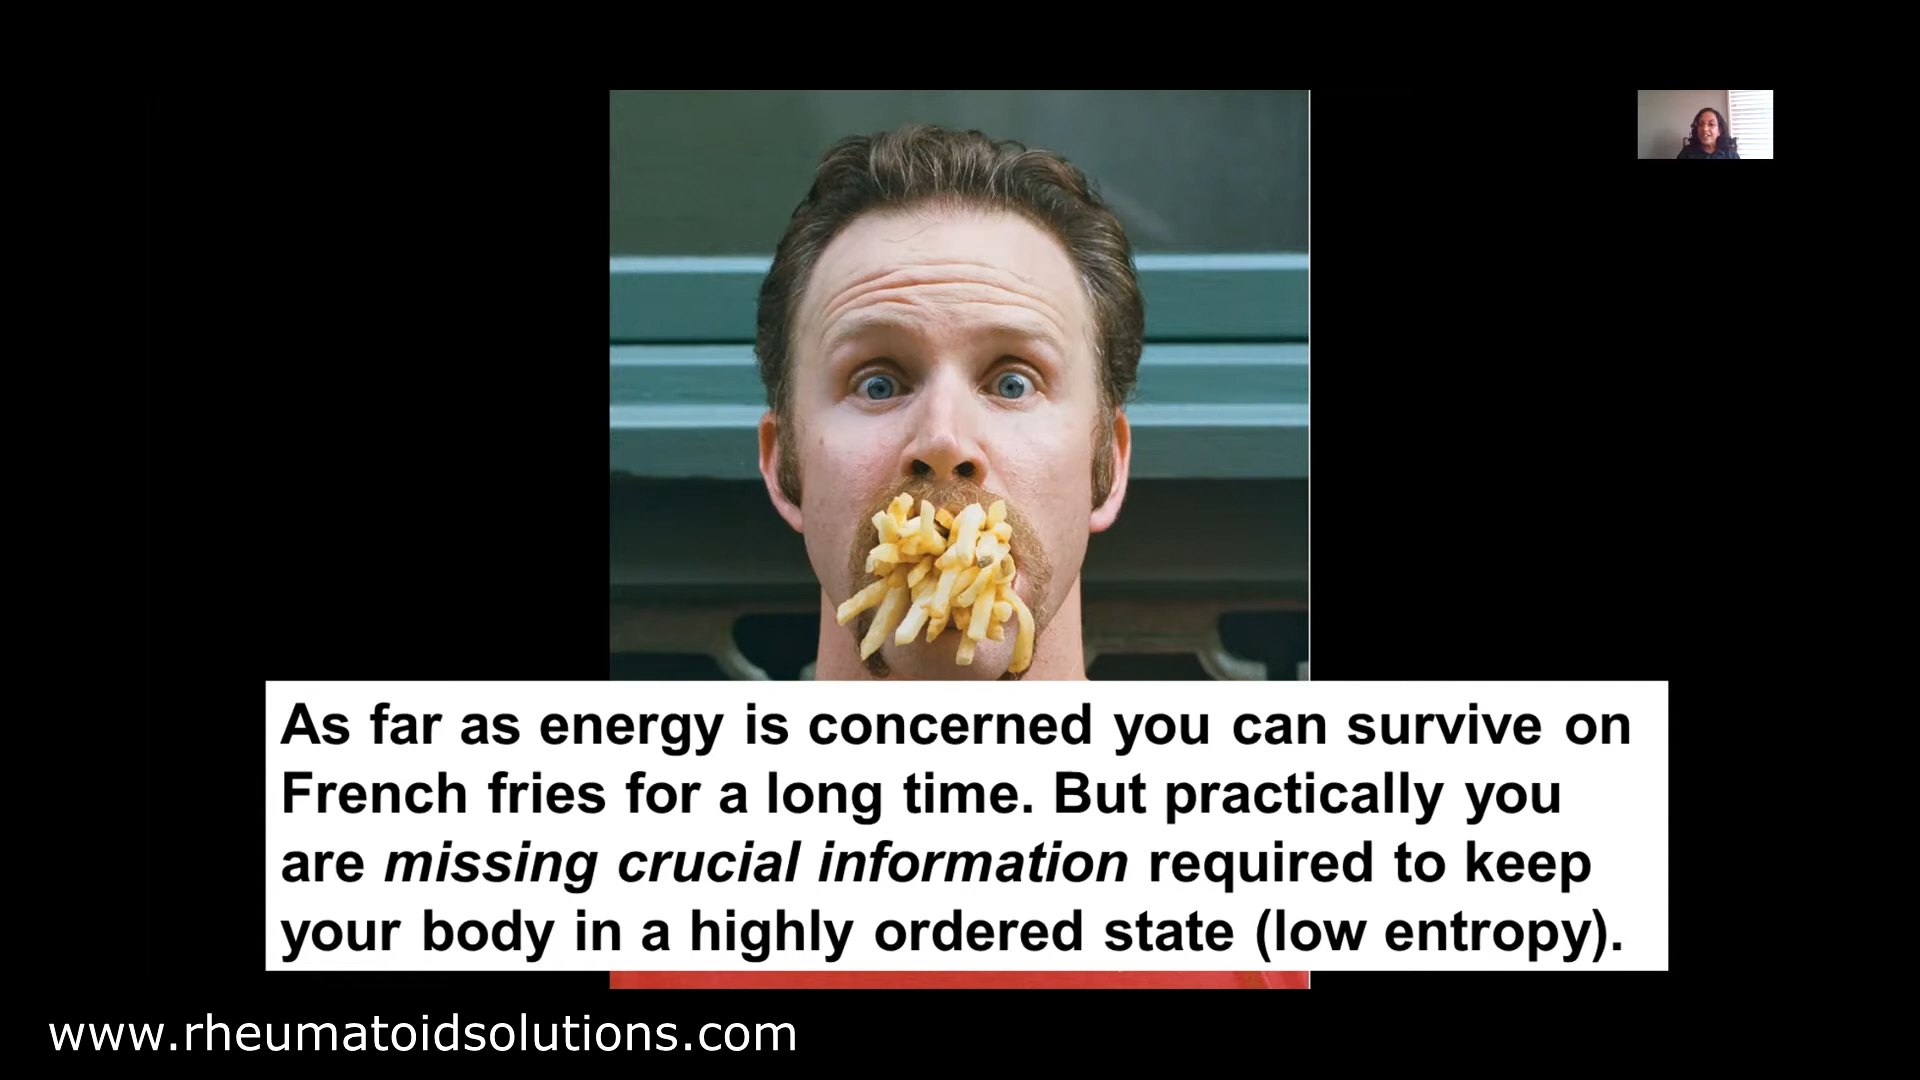 As far as energy is concerned you can survive on
French fries for a long time. But practically you
are missing crucial information required to keep
your body in a highly ordered state (low entropy).
www.rheumatoidsolutions.com